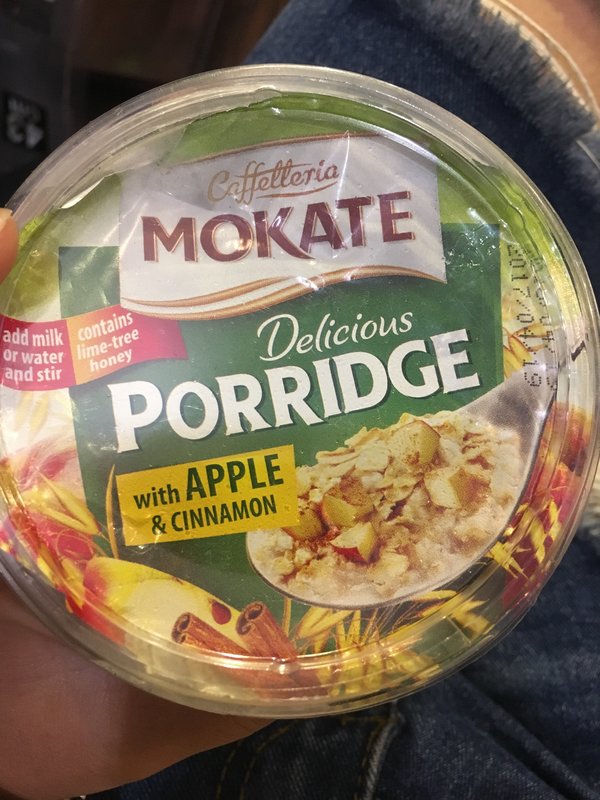 Caffetteria
MOKATE
add milk
or water
and stir
contains
lime-tree
honey
Delicious
PORRIDGE
with APPLE
& CINNAMON